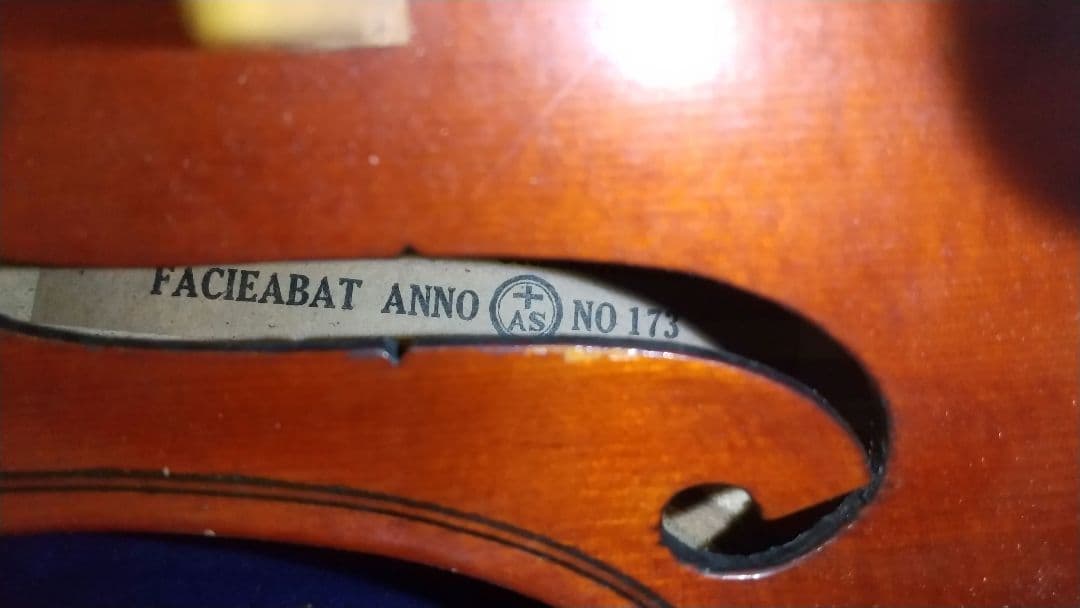 FACIEABAT ANNO + AS NO 173